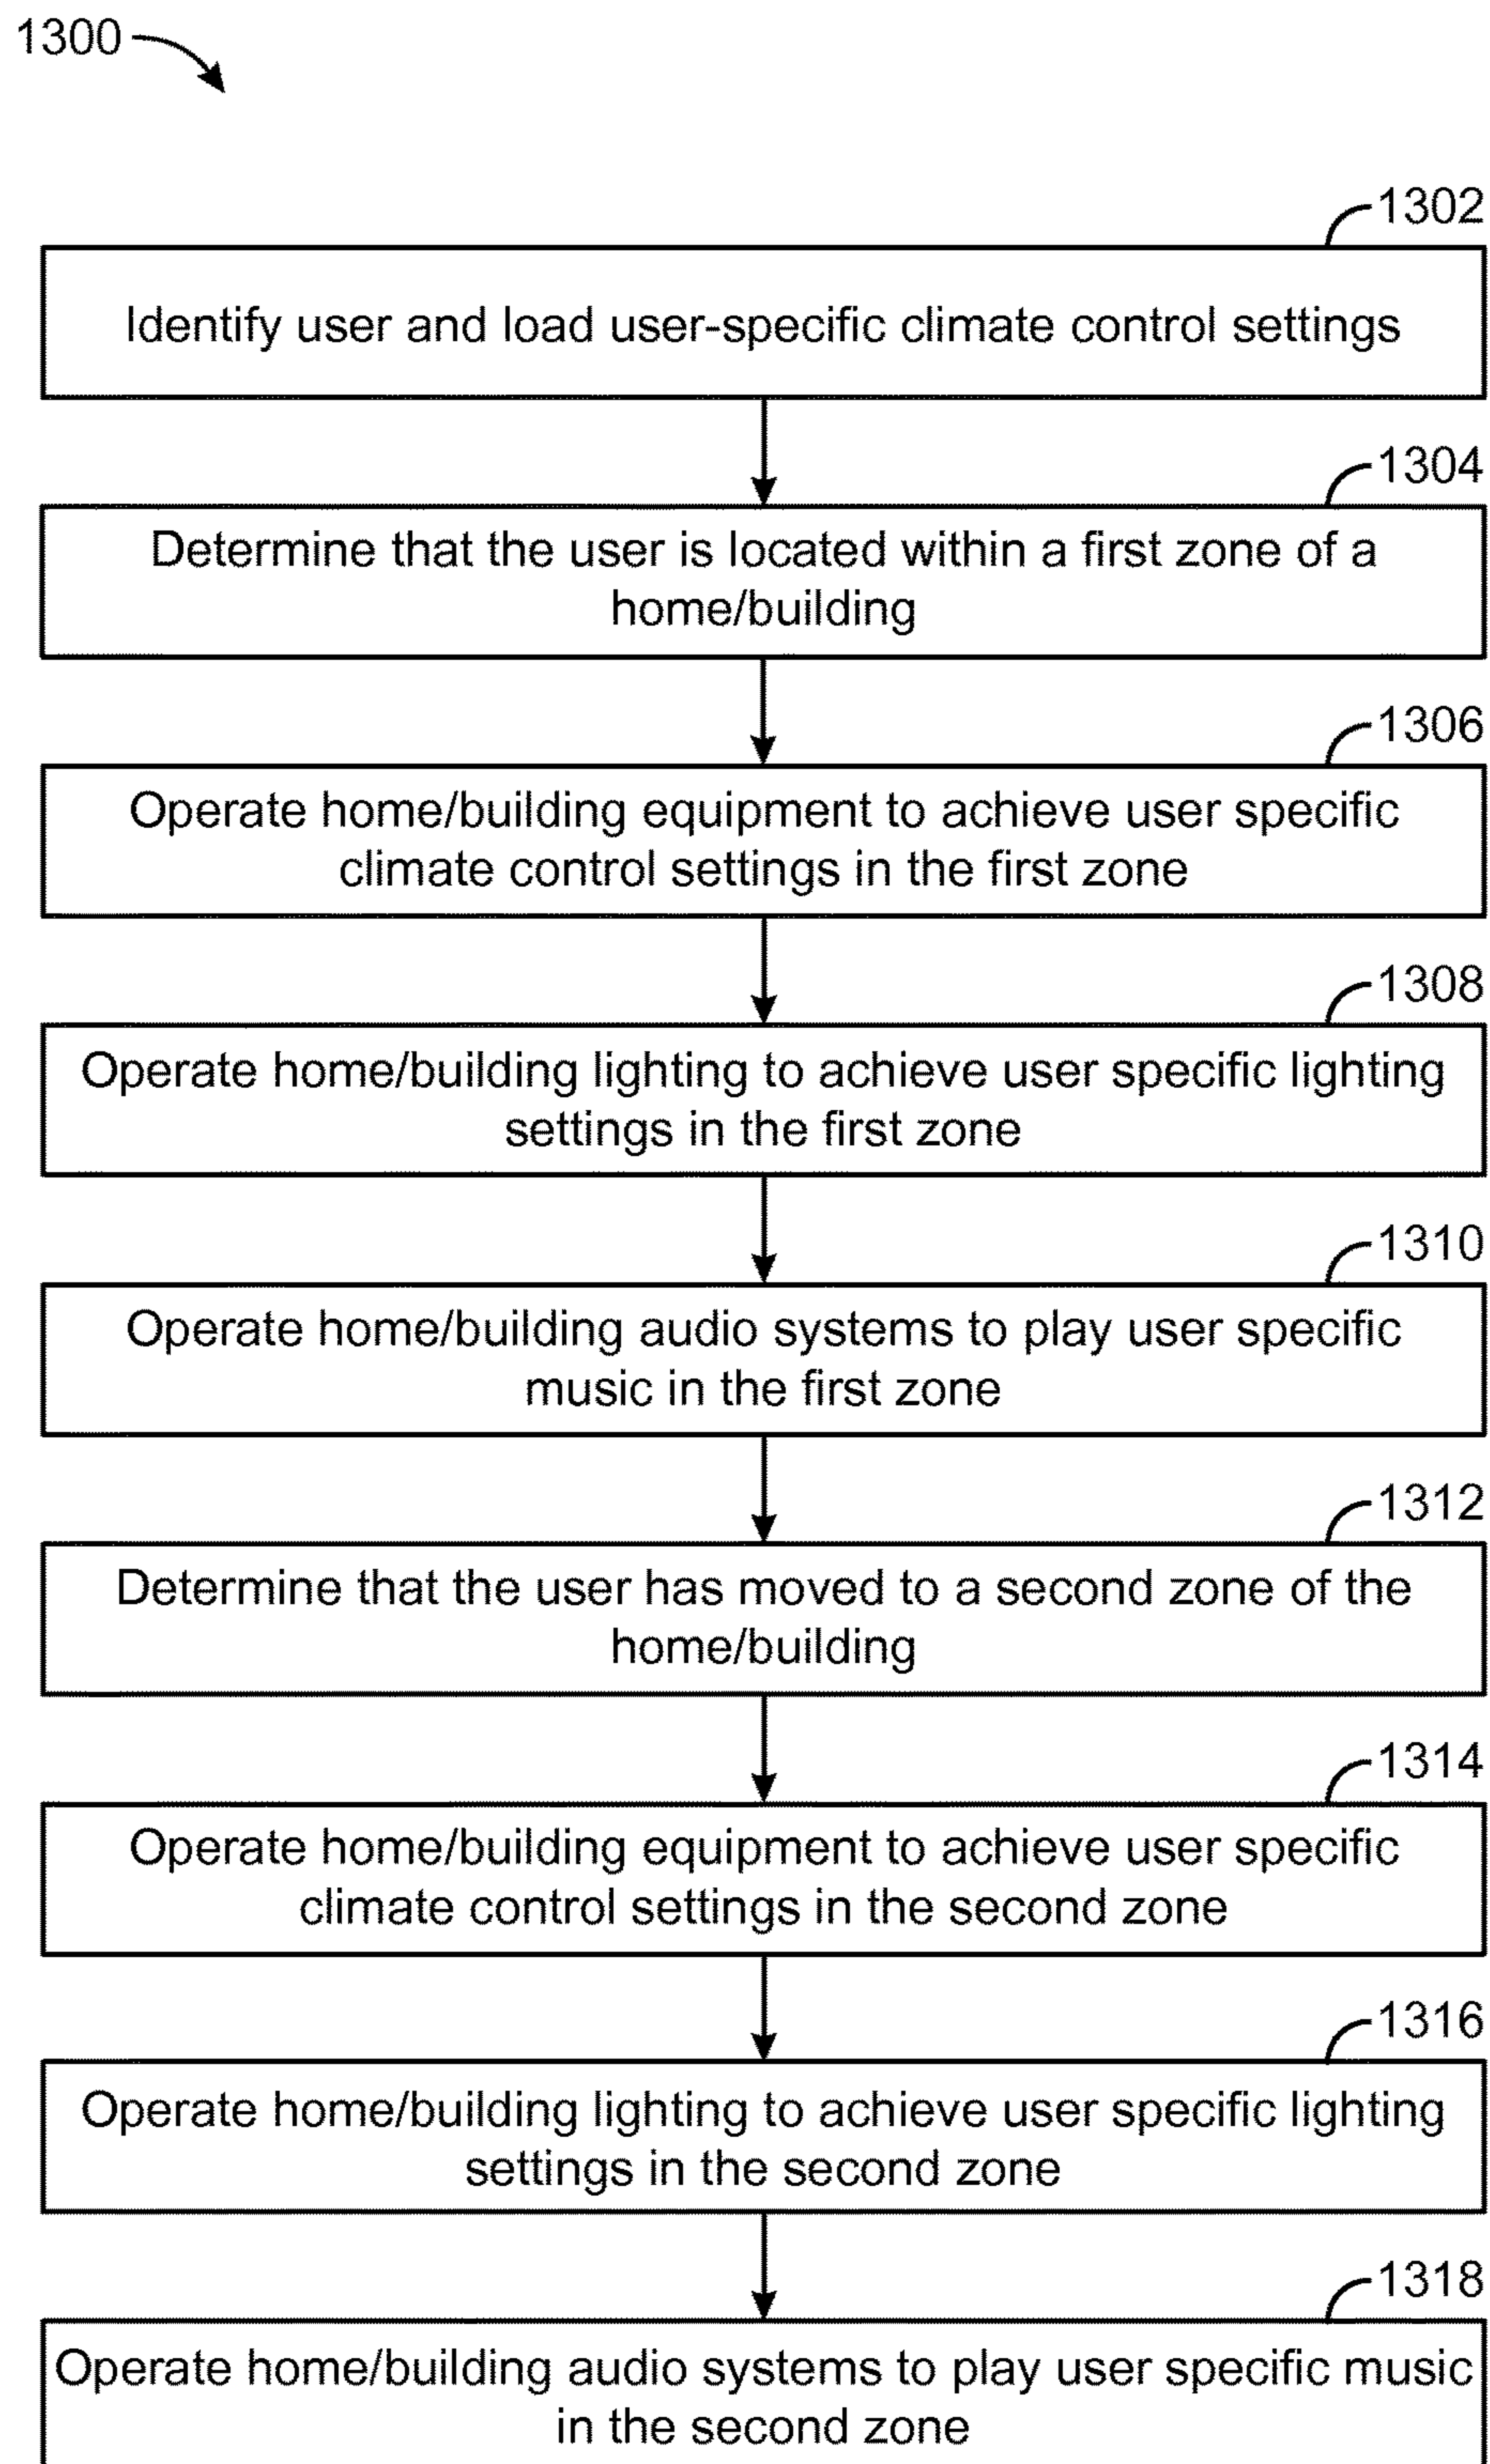 1300
1302
Identify user and load user-specific climate control settings
1304
Determine that the user is located within a first zone of a
home/building
1306
Operate home/building equipment to achieve user specific
climate control settings in the first zone
1308
Operate home/building lighting to achieve user specific lighting
settings in the first zone
1310
Operate home/building audio systems to play user specific
music in the first zone
1312
Determine that the user has moved to a second zone of the
home/building
1314
Operate home/building equipment to achieve user specific
climate control settings in the second zone
1316
Operate home/building lighting to achieve user specific lighting
settings in the second zone
1318
Operate home/building audio systems to play user specific music
in the second zone